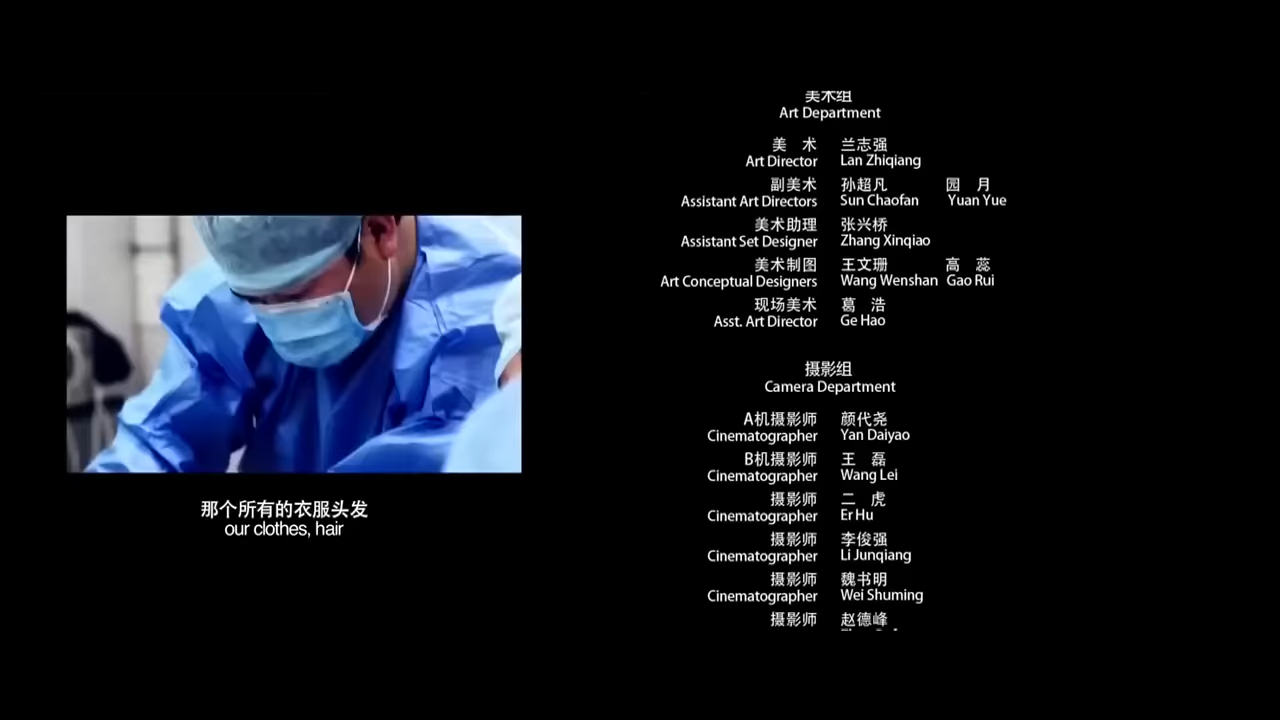 那个所有的衣服头发
our clothes, hair
美术组
Art Department
美 术 兰志强
Art Director Lan Zhiqiang
副美术 孙超凡 园 月
Assistant Art Directors Sun Chaofan Yuan Yue
美术助理 张兴桥
Assistant Set Designer Zhang Xinqiao
美术制图 王文珊 高 蕊
Art Conceptual Designers Wang Wenshan Gao Rui
现场美术 葛 浩
Asst. Art Director Ge Hao
摄影组
Camera Department
A机摄影师 颜代尧
Cinematographer Yan Daiyao
B机摄影师 王 磊
Cinematographer Wang Lei
摄影师 二 虎
Cinematographer Er Hu
摄影师 李俊强
Cinematographer Li Junqiang
摄影师 魏书明
Cinematographer Wei Shuming
摄影师 赵德峰